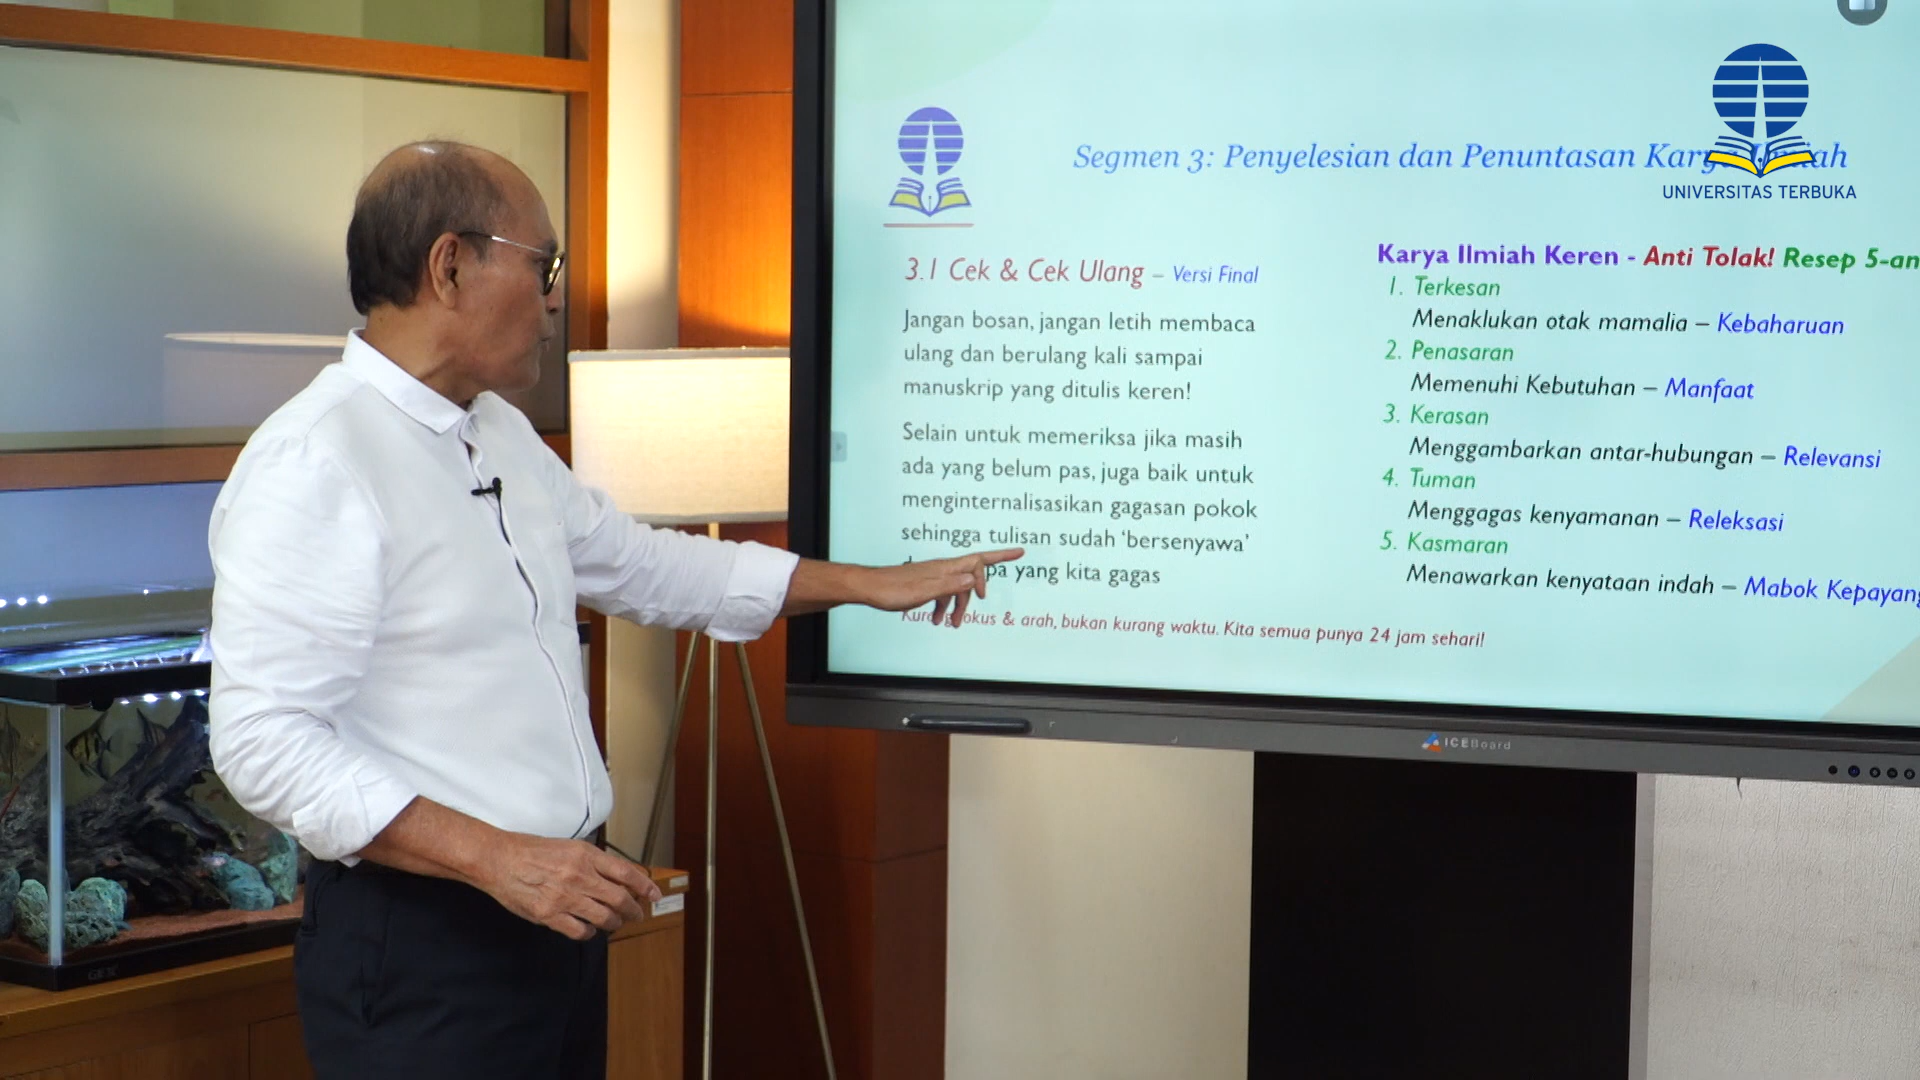 Segmen 3: Penyelesian dan Penuntasan
UNIVERSITAS TERBUKA
3.1 Cek & Cek Ulang – Versi Final
Jangan bosan, jangan letih membaca
ulang dan berulang kali sampai
manuskrip yang ditulis keren!
Selain untuk memeriksa jika masih
ada yang belum pas, juga baik untuk
menginternalisasikan gagasan pokok
sehingga tulisan sudah ‘bersenyawa’
yang kita gagas
Karya Ilmiah Keren - Anti Tolak! Resep 5-an
1. Terkesan
Menaklukan otak mamalia – Kebaharuan
2. Penasaran
Memenuhi Kebutuhan – Manfaat
3. Kerasan
Menggambarkan antar-hubungan – Relevansi
4. Tuman
Menggagas kenyamanan – Releksasi
5. Kasmaran
Menawarkan kenyataan indah – Mabok Kepayang
& arah, bukan kurang waktu. Kita semua punya 24 jam sehari!
ICEBoard